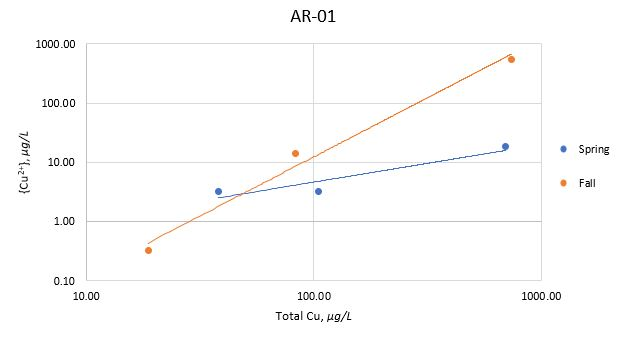 AR-01
1000.00
100.00
10.00
1.00
0.10
{Cu²⁺}, µg/L
10.00 100.00 1000.00
Total Cu, µg/L
Spring
Fall